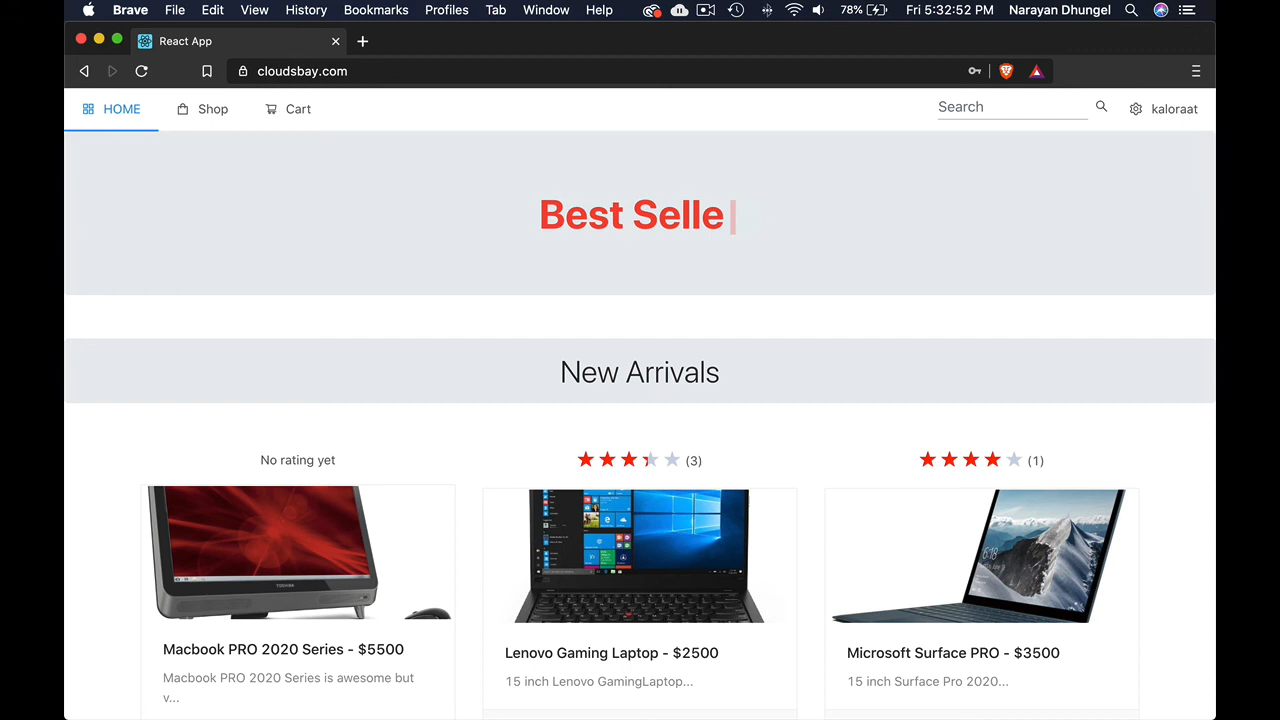 Brave File Edit View History Bookmarks Profiles Tab Window Help 78% Fri 5:32:52 PM Narayan Dhungel
React App
cloudsbay.com
HOME Shop Cart Search kaloraat
Best Selle
New Arrivals
No rating yet (3) (1)
TOSHIBA
6:18
Macbook PRO 2020 Series - $5500
Lenovo Gaming Laptop - $2500
Microsoft Surface PRO - $3500
Macbook PRO 2020 Series is awesome but
v...
15 inch Lenovo GamingLaptop...
15 inch Surface Pro 2020...